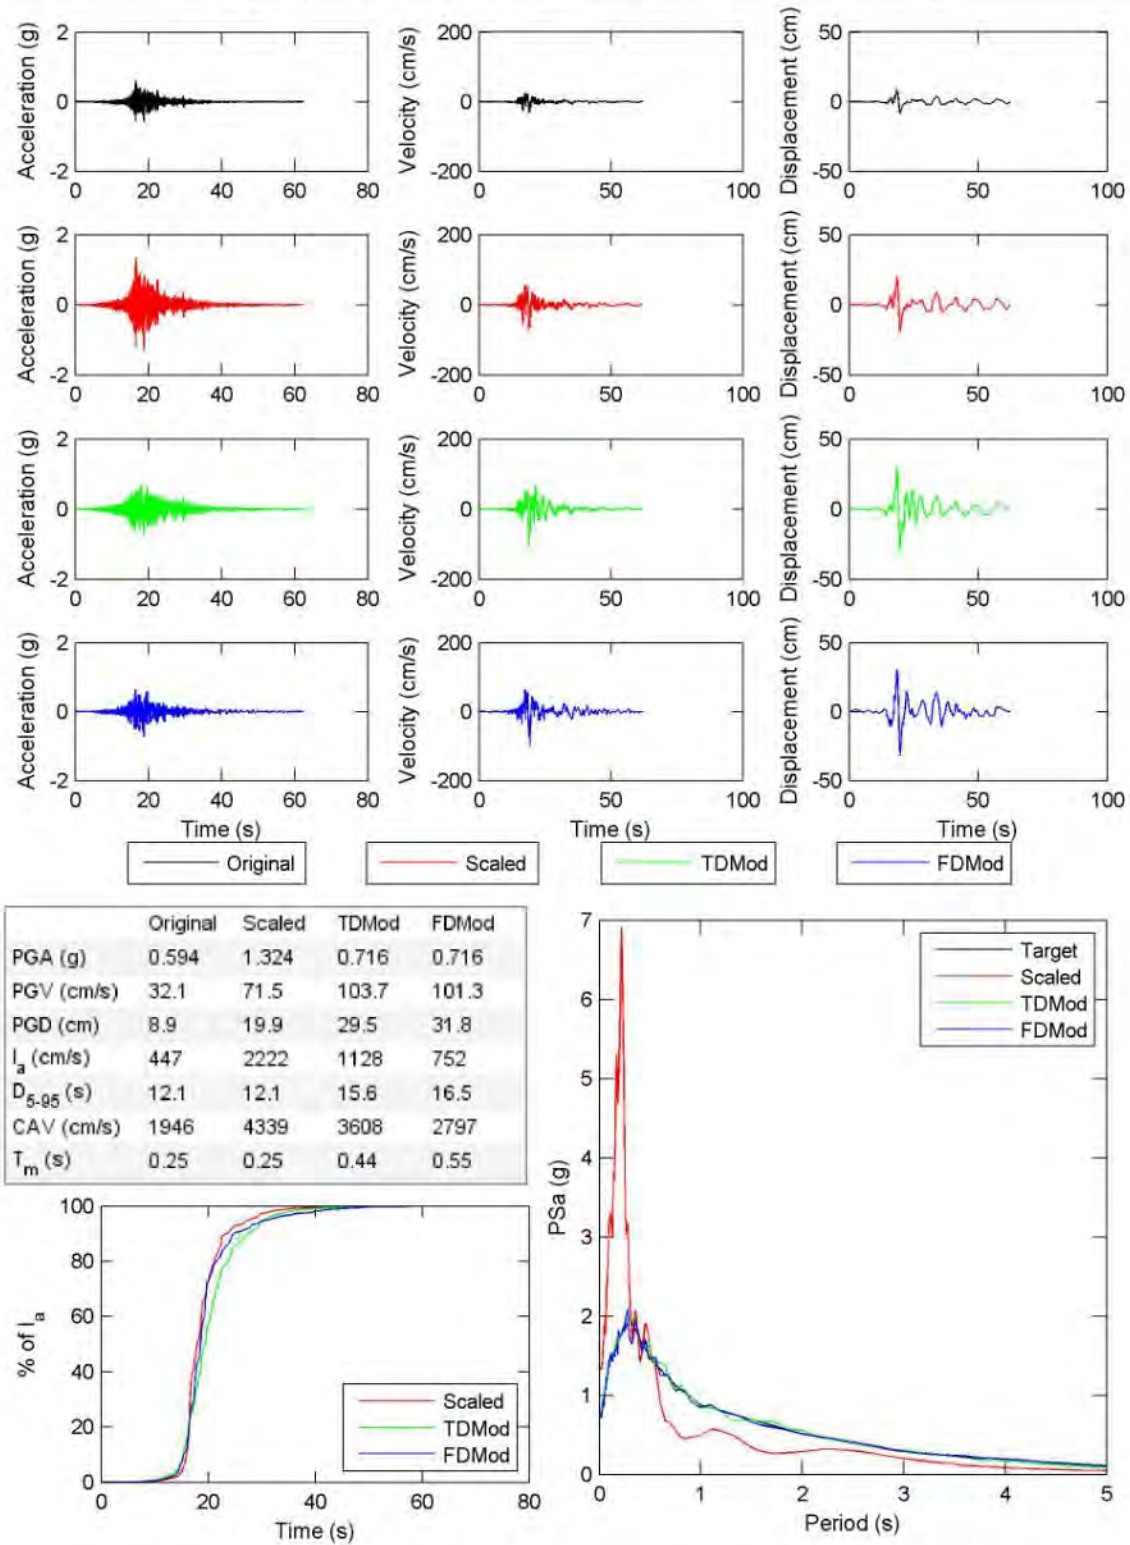 Acceleration (g)
2
0
-2
0 20 40 60 80
Velocity (cm/s)
200
0
-200
0 50 100
Displacement (cm)
50
0
-50
0 50 100
Acceleration (g)
2
0
-2
0 20 40 60 80
Velocity (cm/s)
200
0
-200
0 50 100
Displacement (cm)
50
0
-50
0 50 100
Acceleration (g)
2
0
-2
0 20 40 60 80
Velocity (cm/s)
200
0
-200
0 50 100
Displacement (cm)
50
0
-50
0 50 100
Acceleration (g)
2
0
-2
0 20 40 60 80
Time (s)
Velocity (cm/s)
200
0
-200
0 50 100
Displacement (cm)
50
0
-50
0 50 100
Time (s)
Original
Scaled
TDMod
FDMod
Original Scaled TDMod FDMod
PGA (g) 0.594 1.324 0.716 0.716
PGV (cm/s) 32.1 71.5 103.7 101.3
PGD (cm) 8.9 19.9 29.5 31.8
I_a (cm/s) 447 2222 1128 752
D_5-95 (s) 12.1 12.1 15.6 16.5
CAV (cm/s) 1946 4339 3608 2797
T_m (s) 0.25 0.25 0.44 0.55
% of I_a
100
80
60
40
20
0
0 20 40 60 80
Time (s)
Scaled
TDMod
FDMod
PSa (g)
7
6
5
4
3
2
1
0
0 1 2 3 4 5
Period (s)
Target
Scaled
TDMod
FDMod